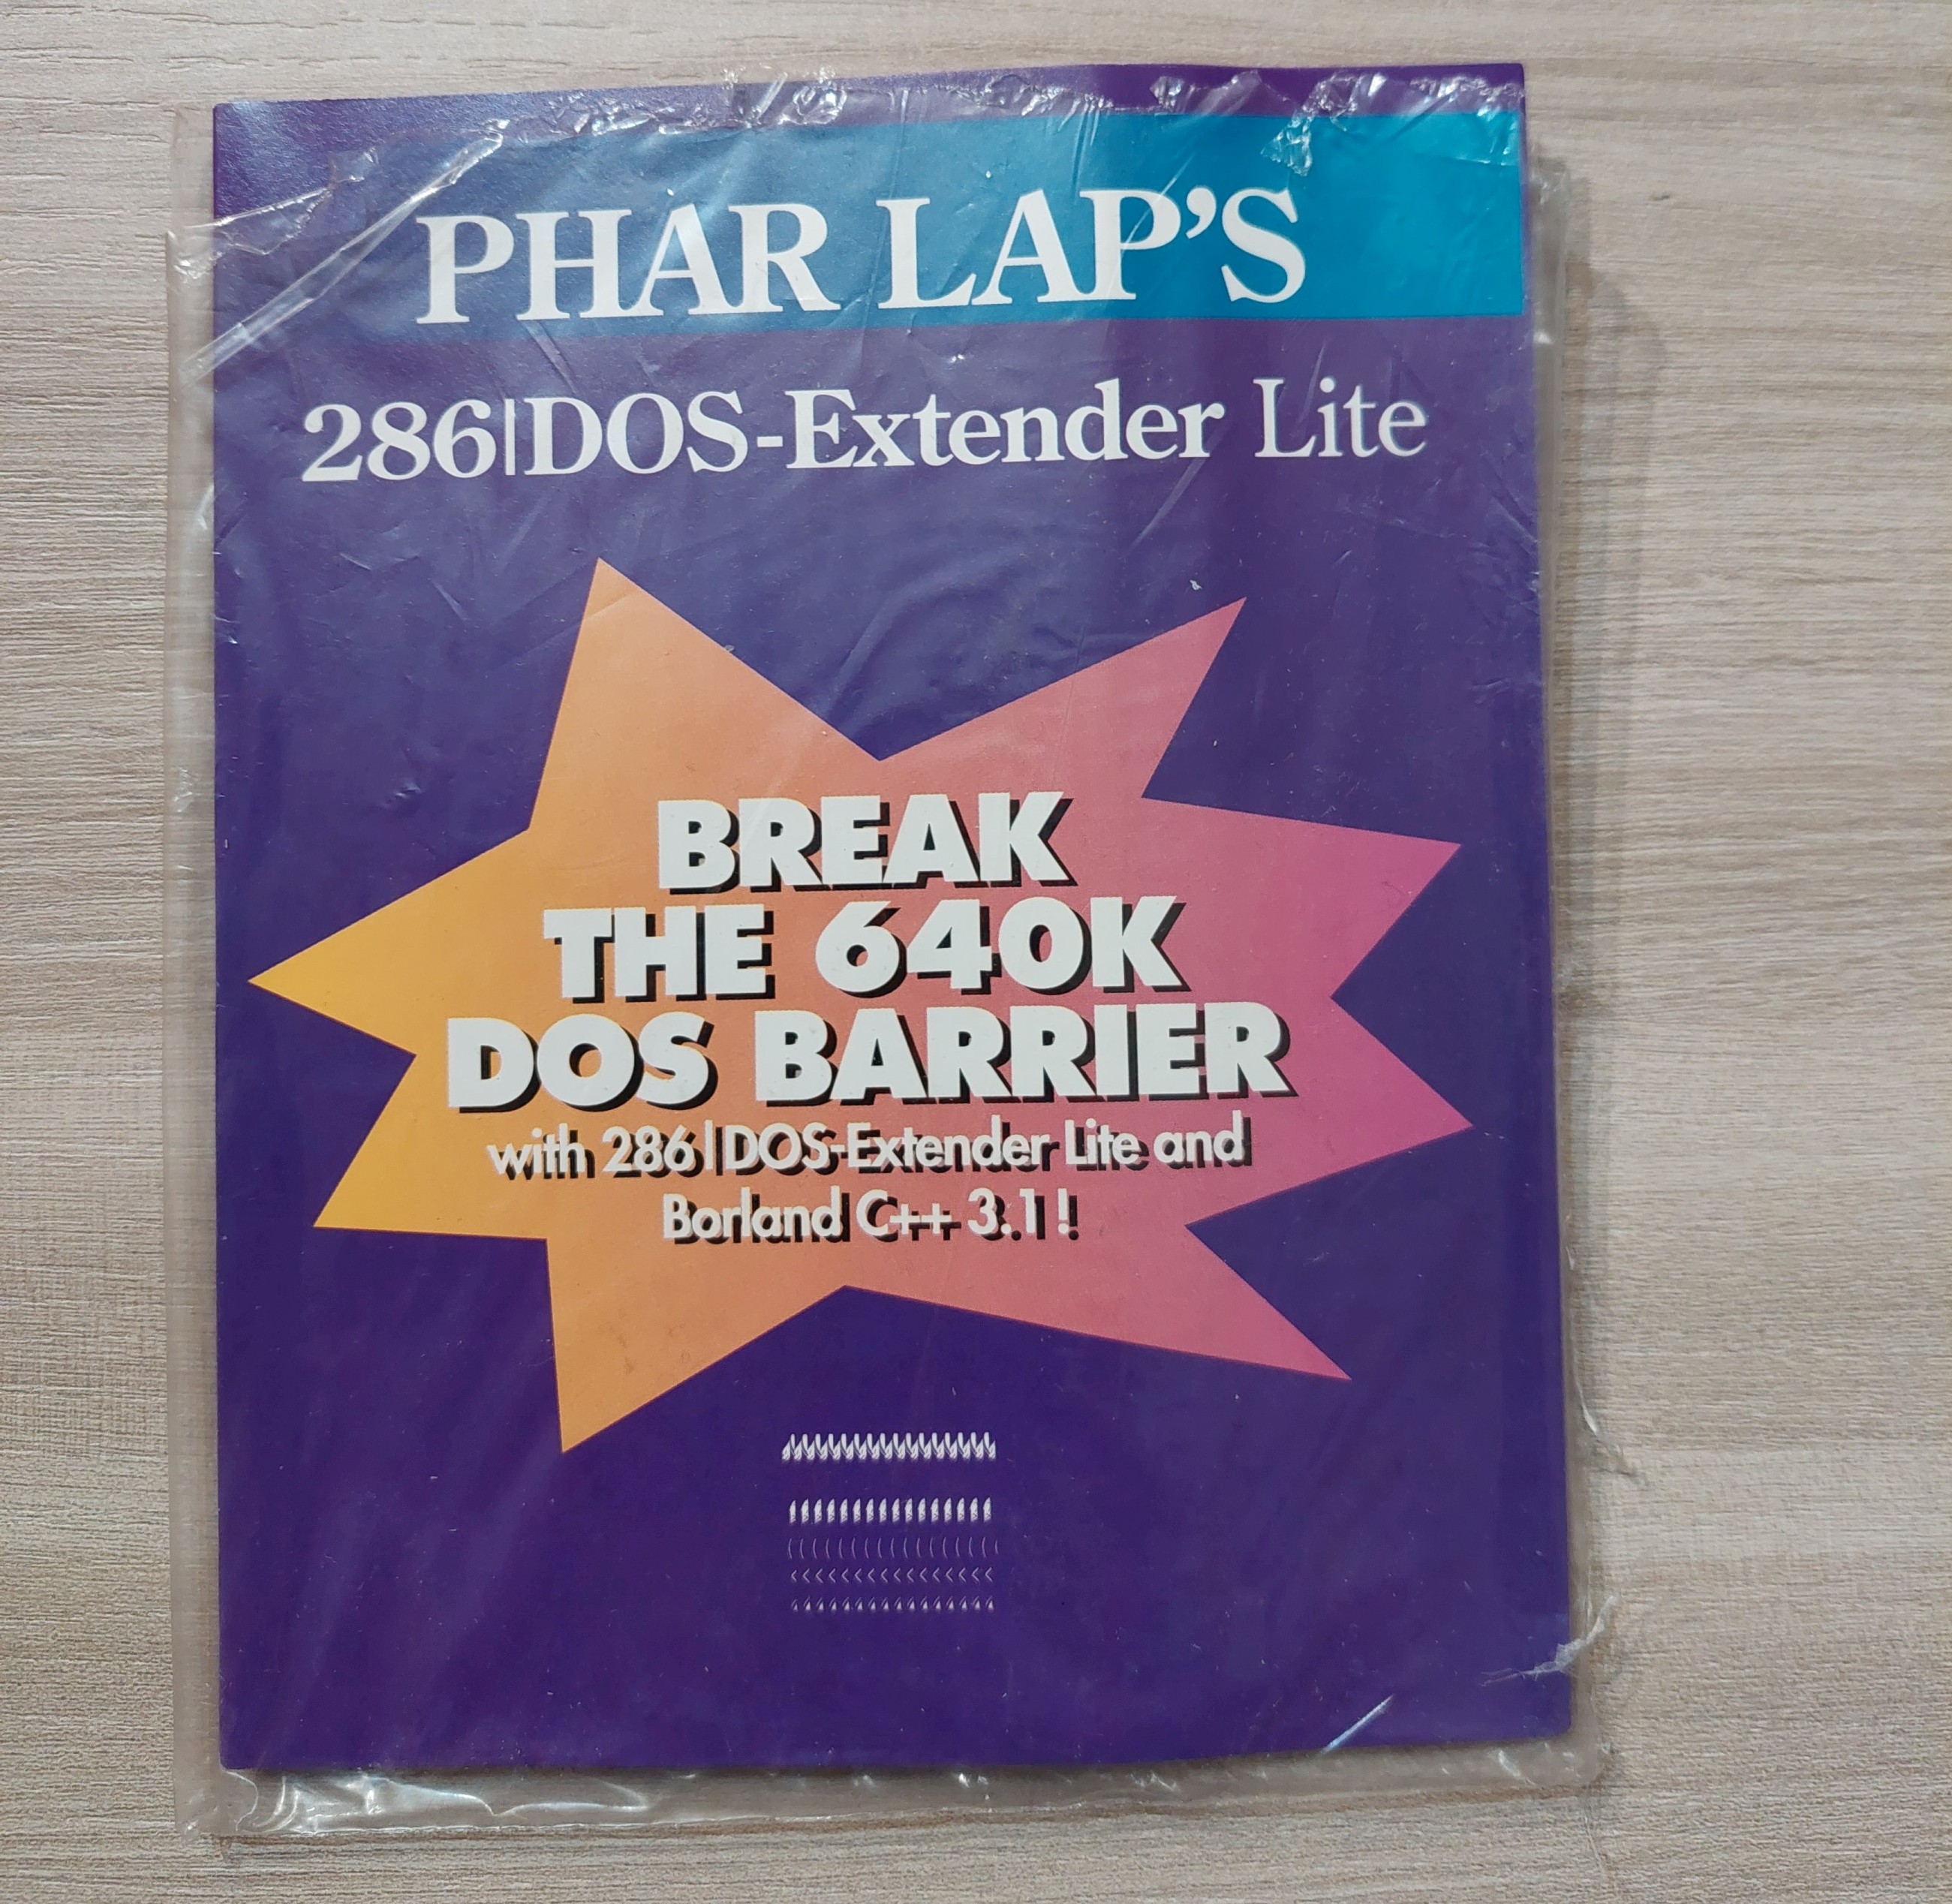 PHAR LAP’S
286|DOS-Extender Lite
BREAK
THE 640K
DOS BARRIER
with 286|DOS-Extender Lite and
Borland C++ 3.1!